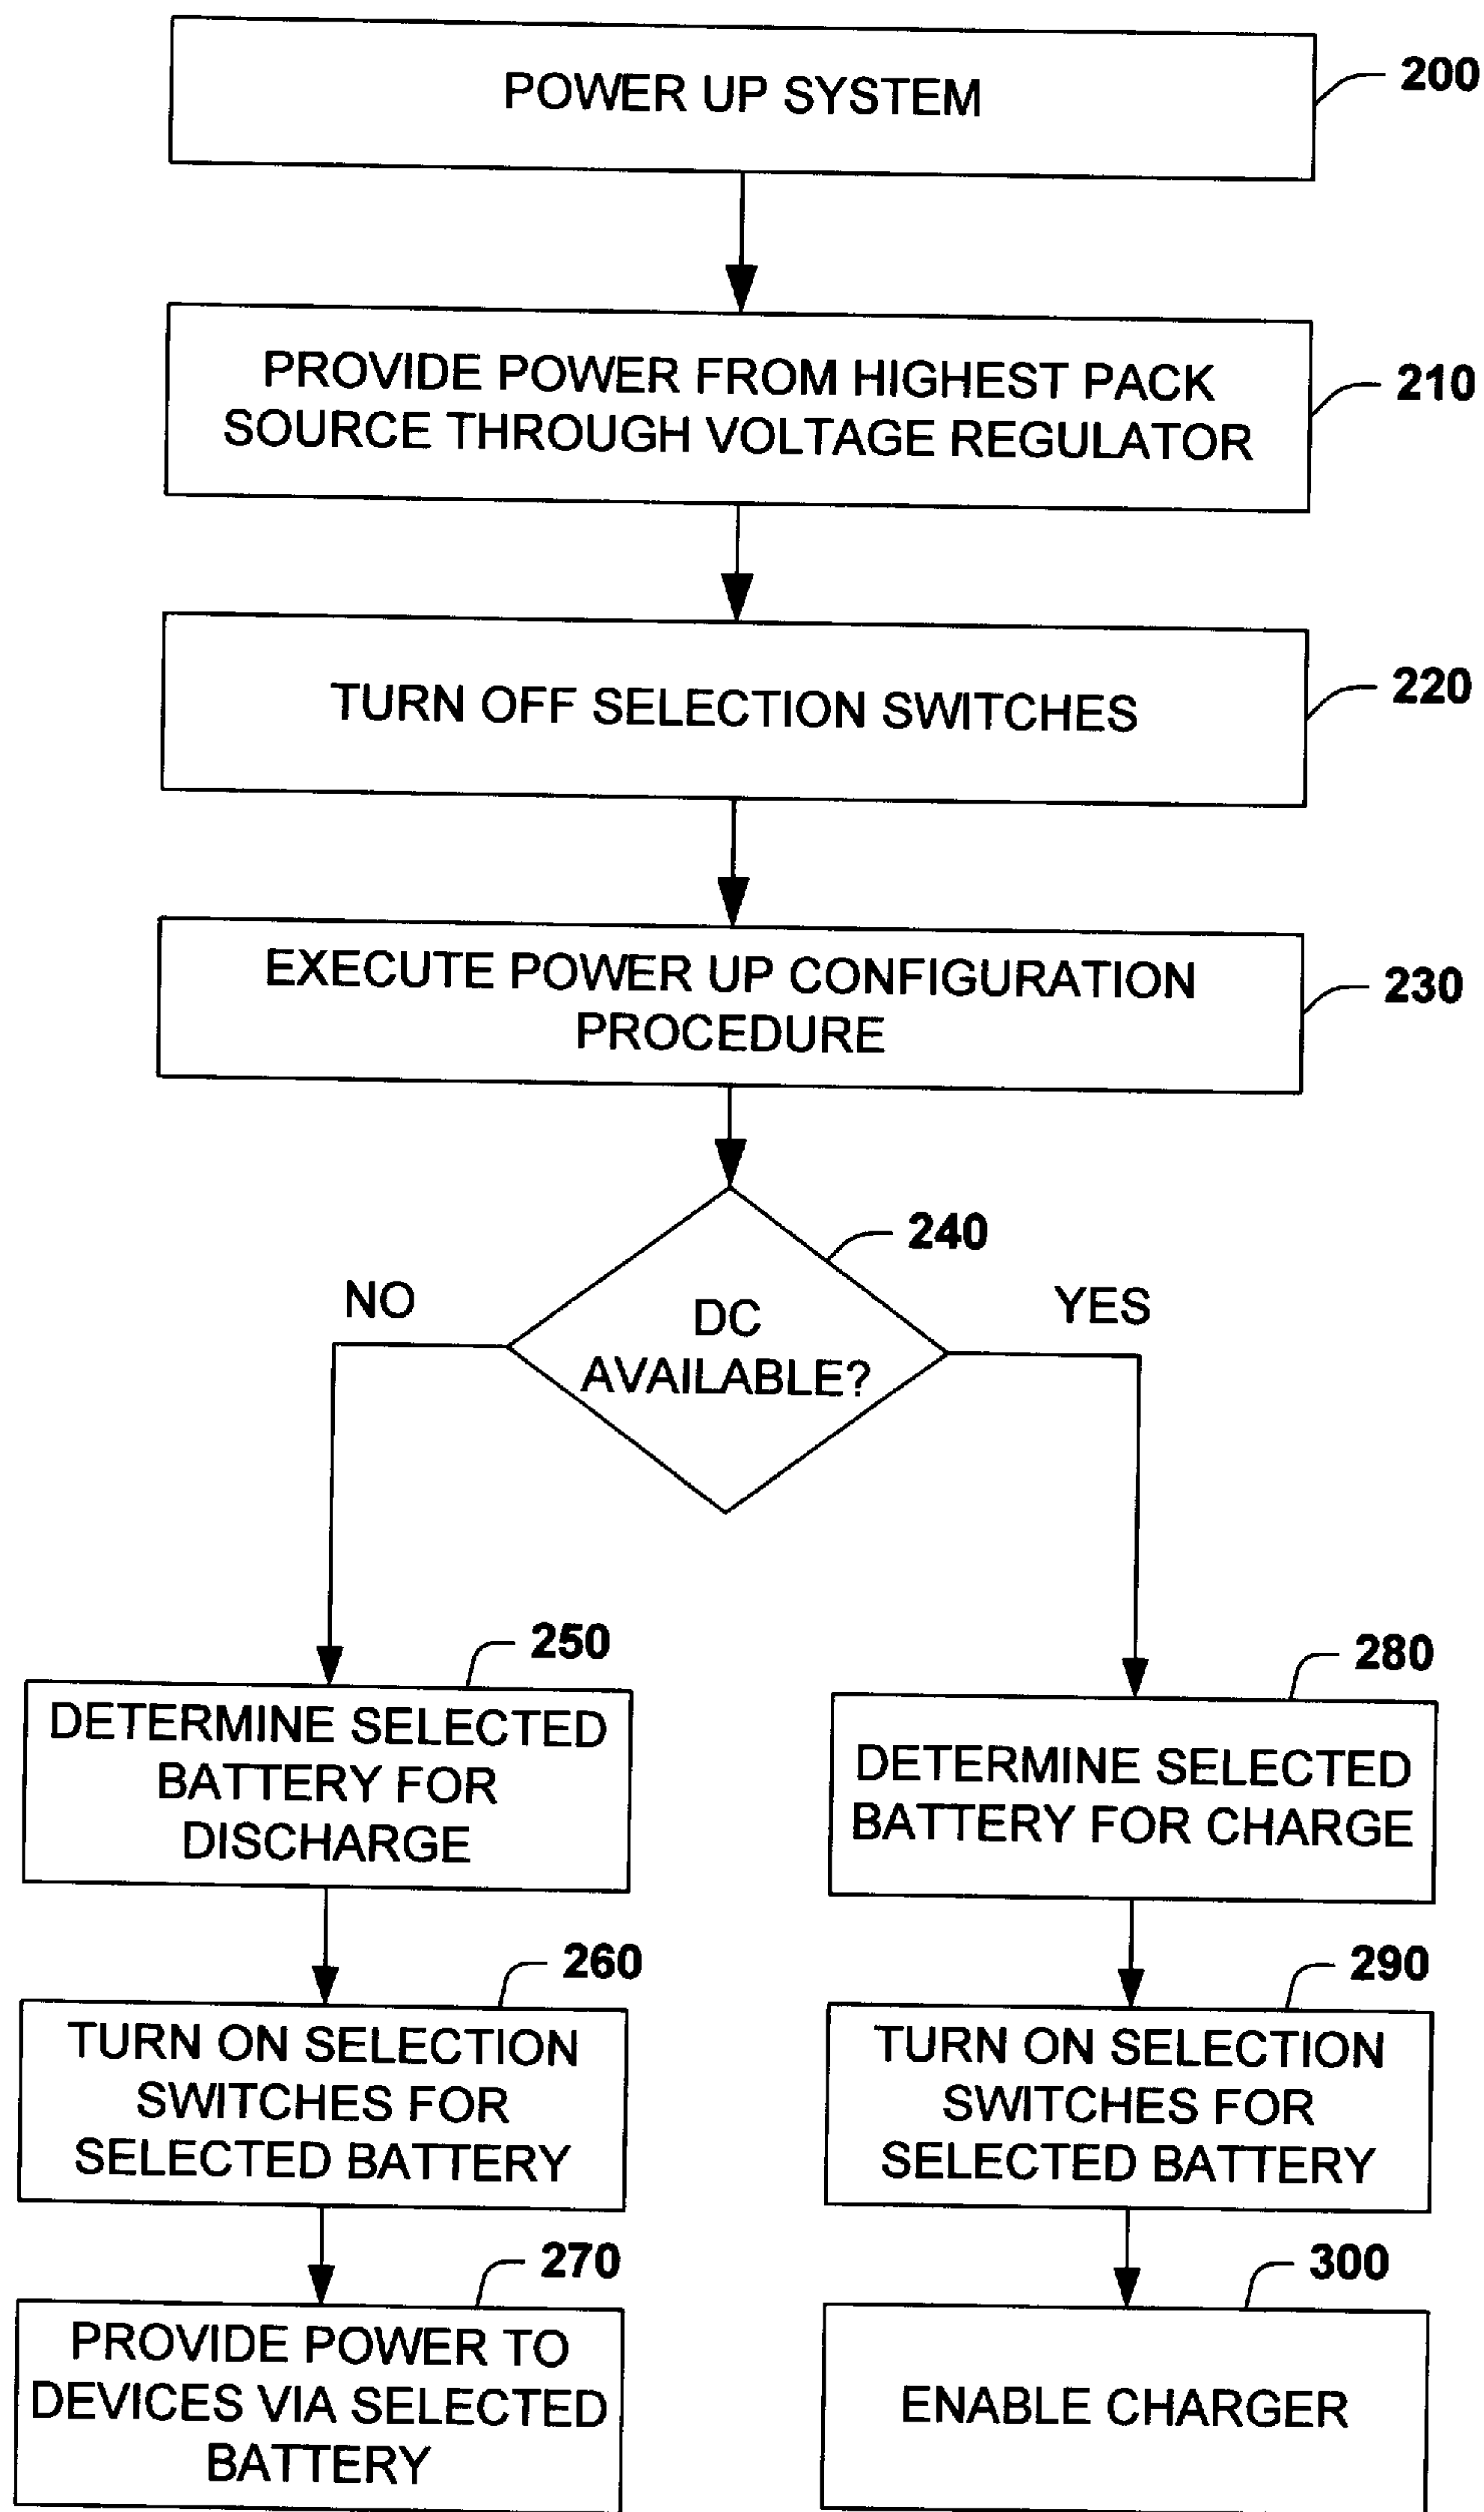 POWER UP SYSTEM
200
PROVIDE POWER FROM HIGHEST PACK
SOURCE THROUGH VOLTAGE REGULATOR
210
TURN OFF SELECTION SWITCHES
220
EXECUTE POWER UP CONFIGURATION
PROCEDURE
230
240
NO
YES
DC
AVAILABLE?
250
DETERMINE SELECTED
BATTERY FOR
DISCHARGE
280
DETERMINE SELECTED
BATTERY FOR CHARGE
260
TURN ON SELECTION
SWITCHES FOR
SELECTED BATTERY
290
TURN ON SELECTION
SWITCHES FOR
SELECTED BATTERY
270
PROVIDE POWER TO
DEVICES VIA SELECTED
BATTERY
300
ENABLE CHARGER